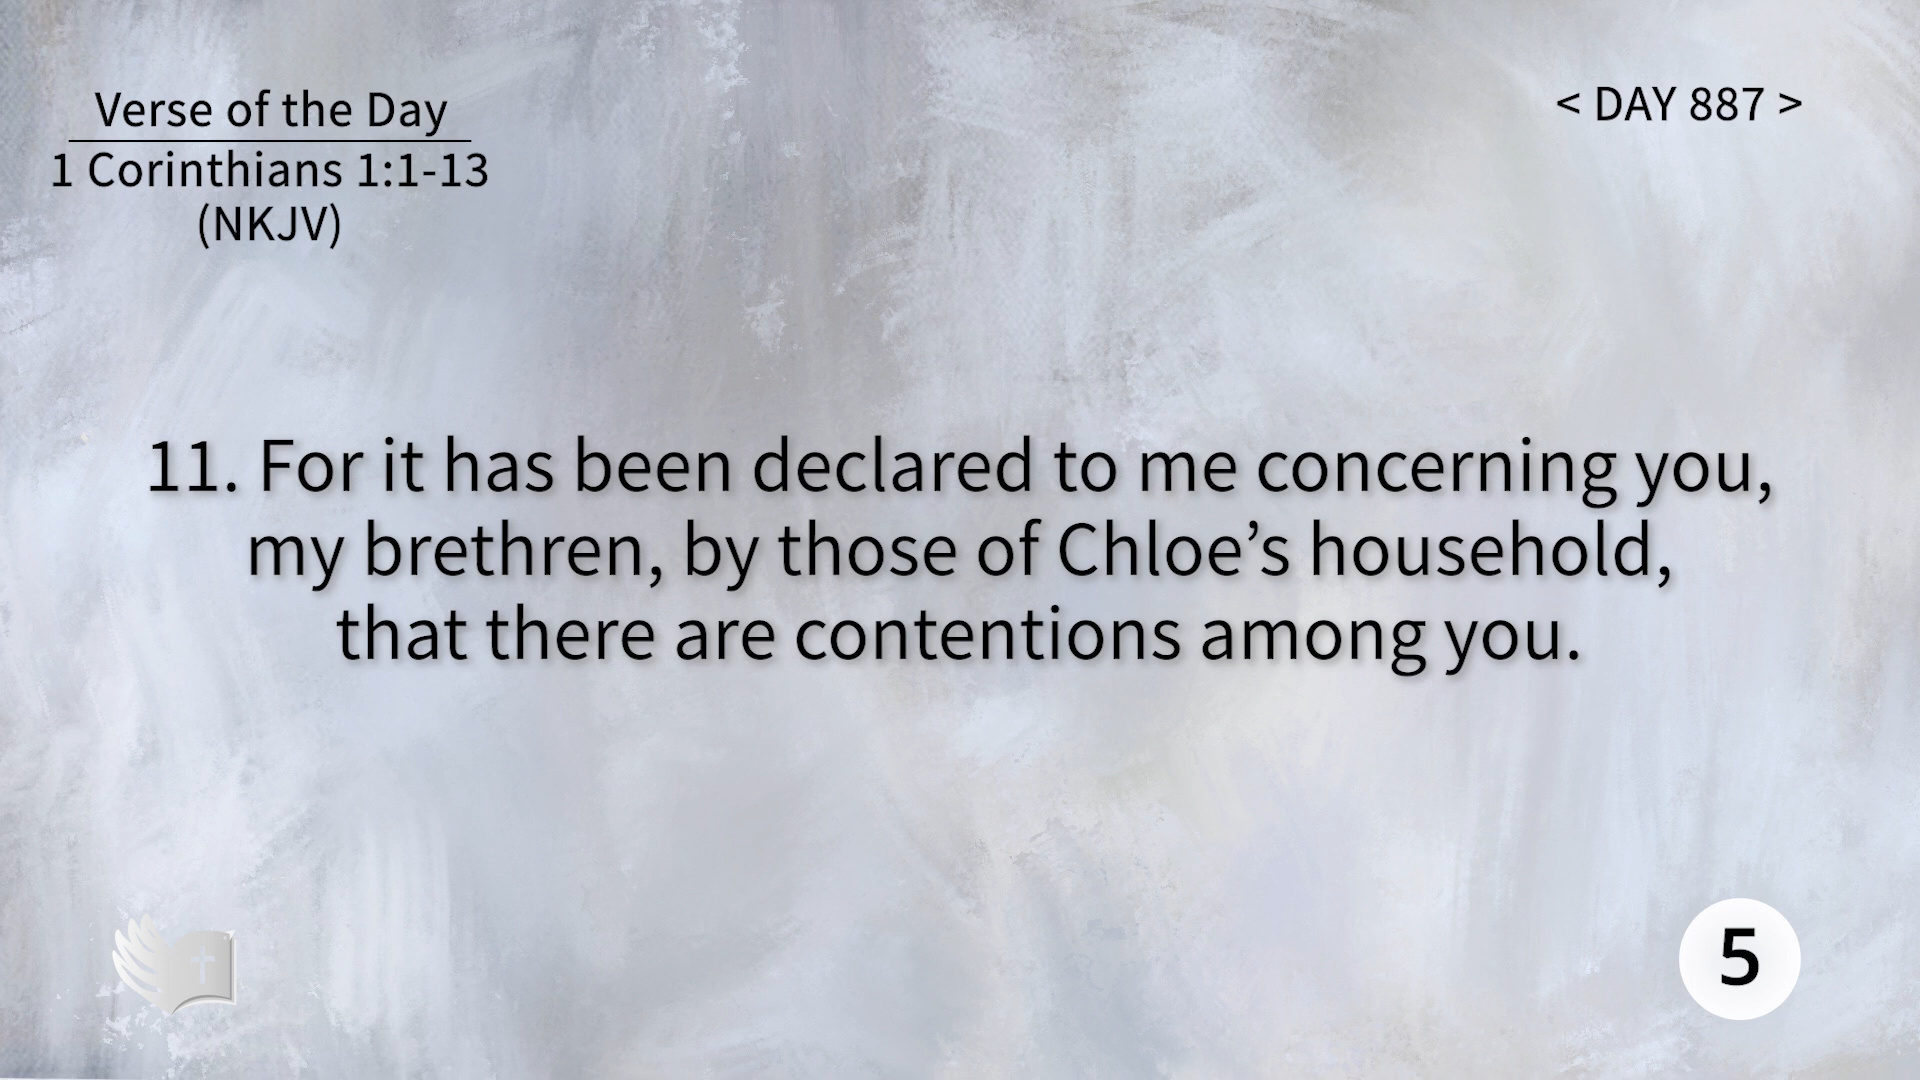 Verse of the Day
1 Corinthians 1:1-13
(NKJV)
< DAY 887 >
11. For it has been declared to me concerning you,
my brethren, by those of Chloe’s household,
that there are contentions among you.
5